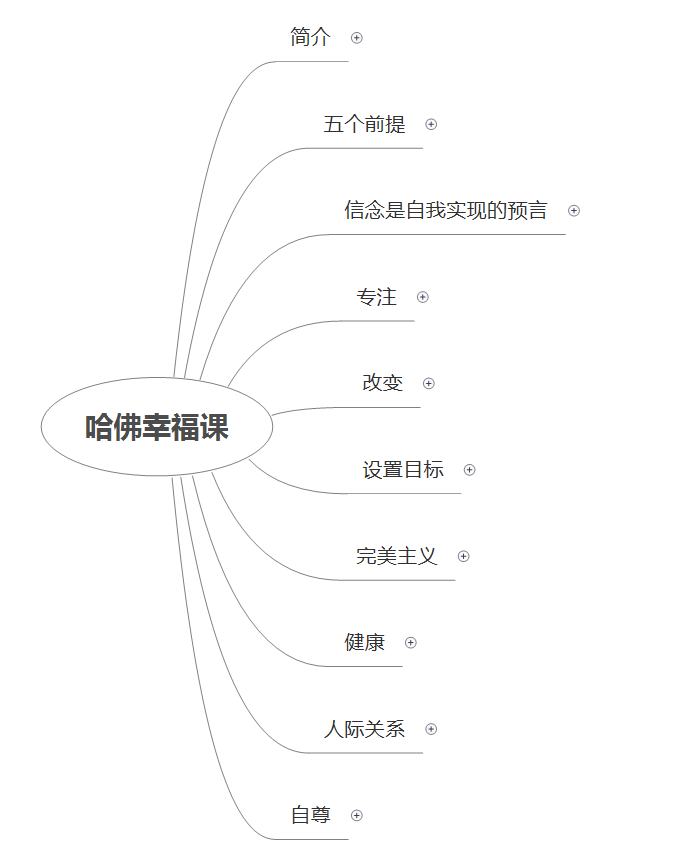 简介
五个前提
信念是自我实现的预言
专注
改变
哈佛幸福课
设置目标
完美主义
健康
人际关系
自尊